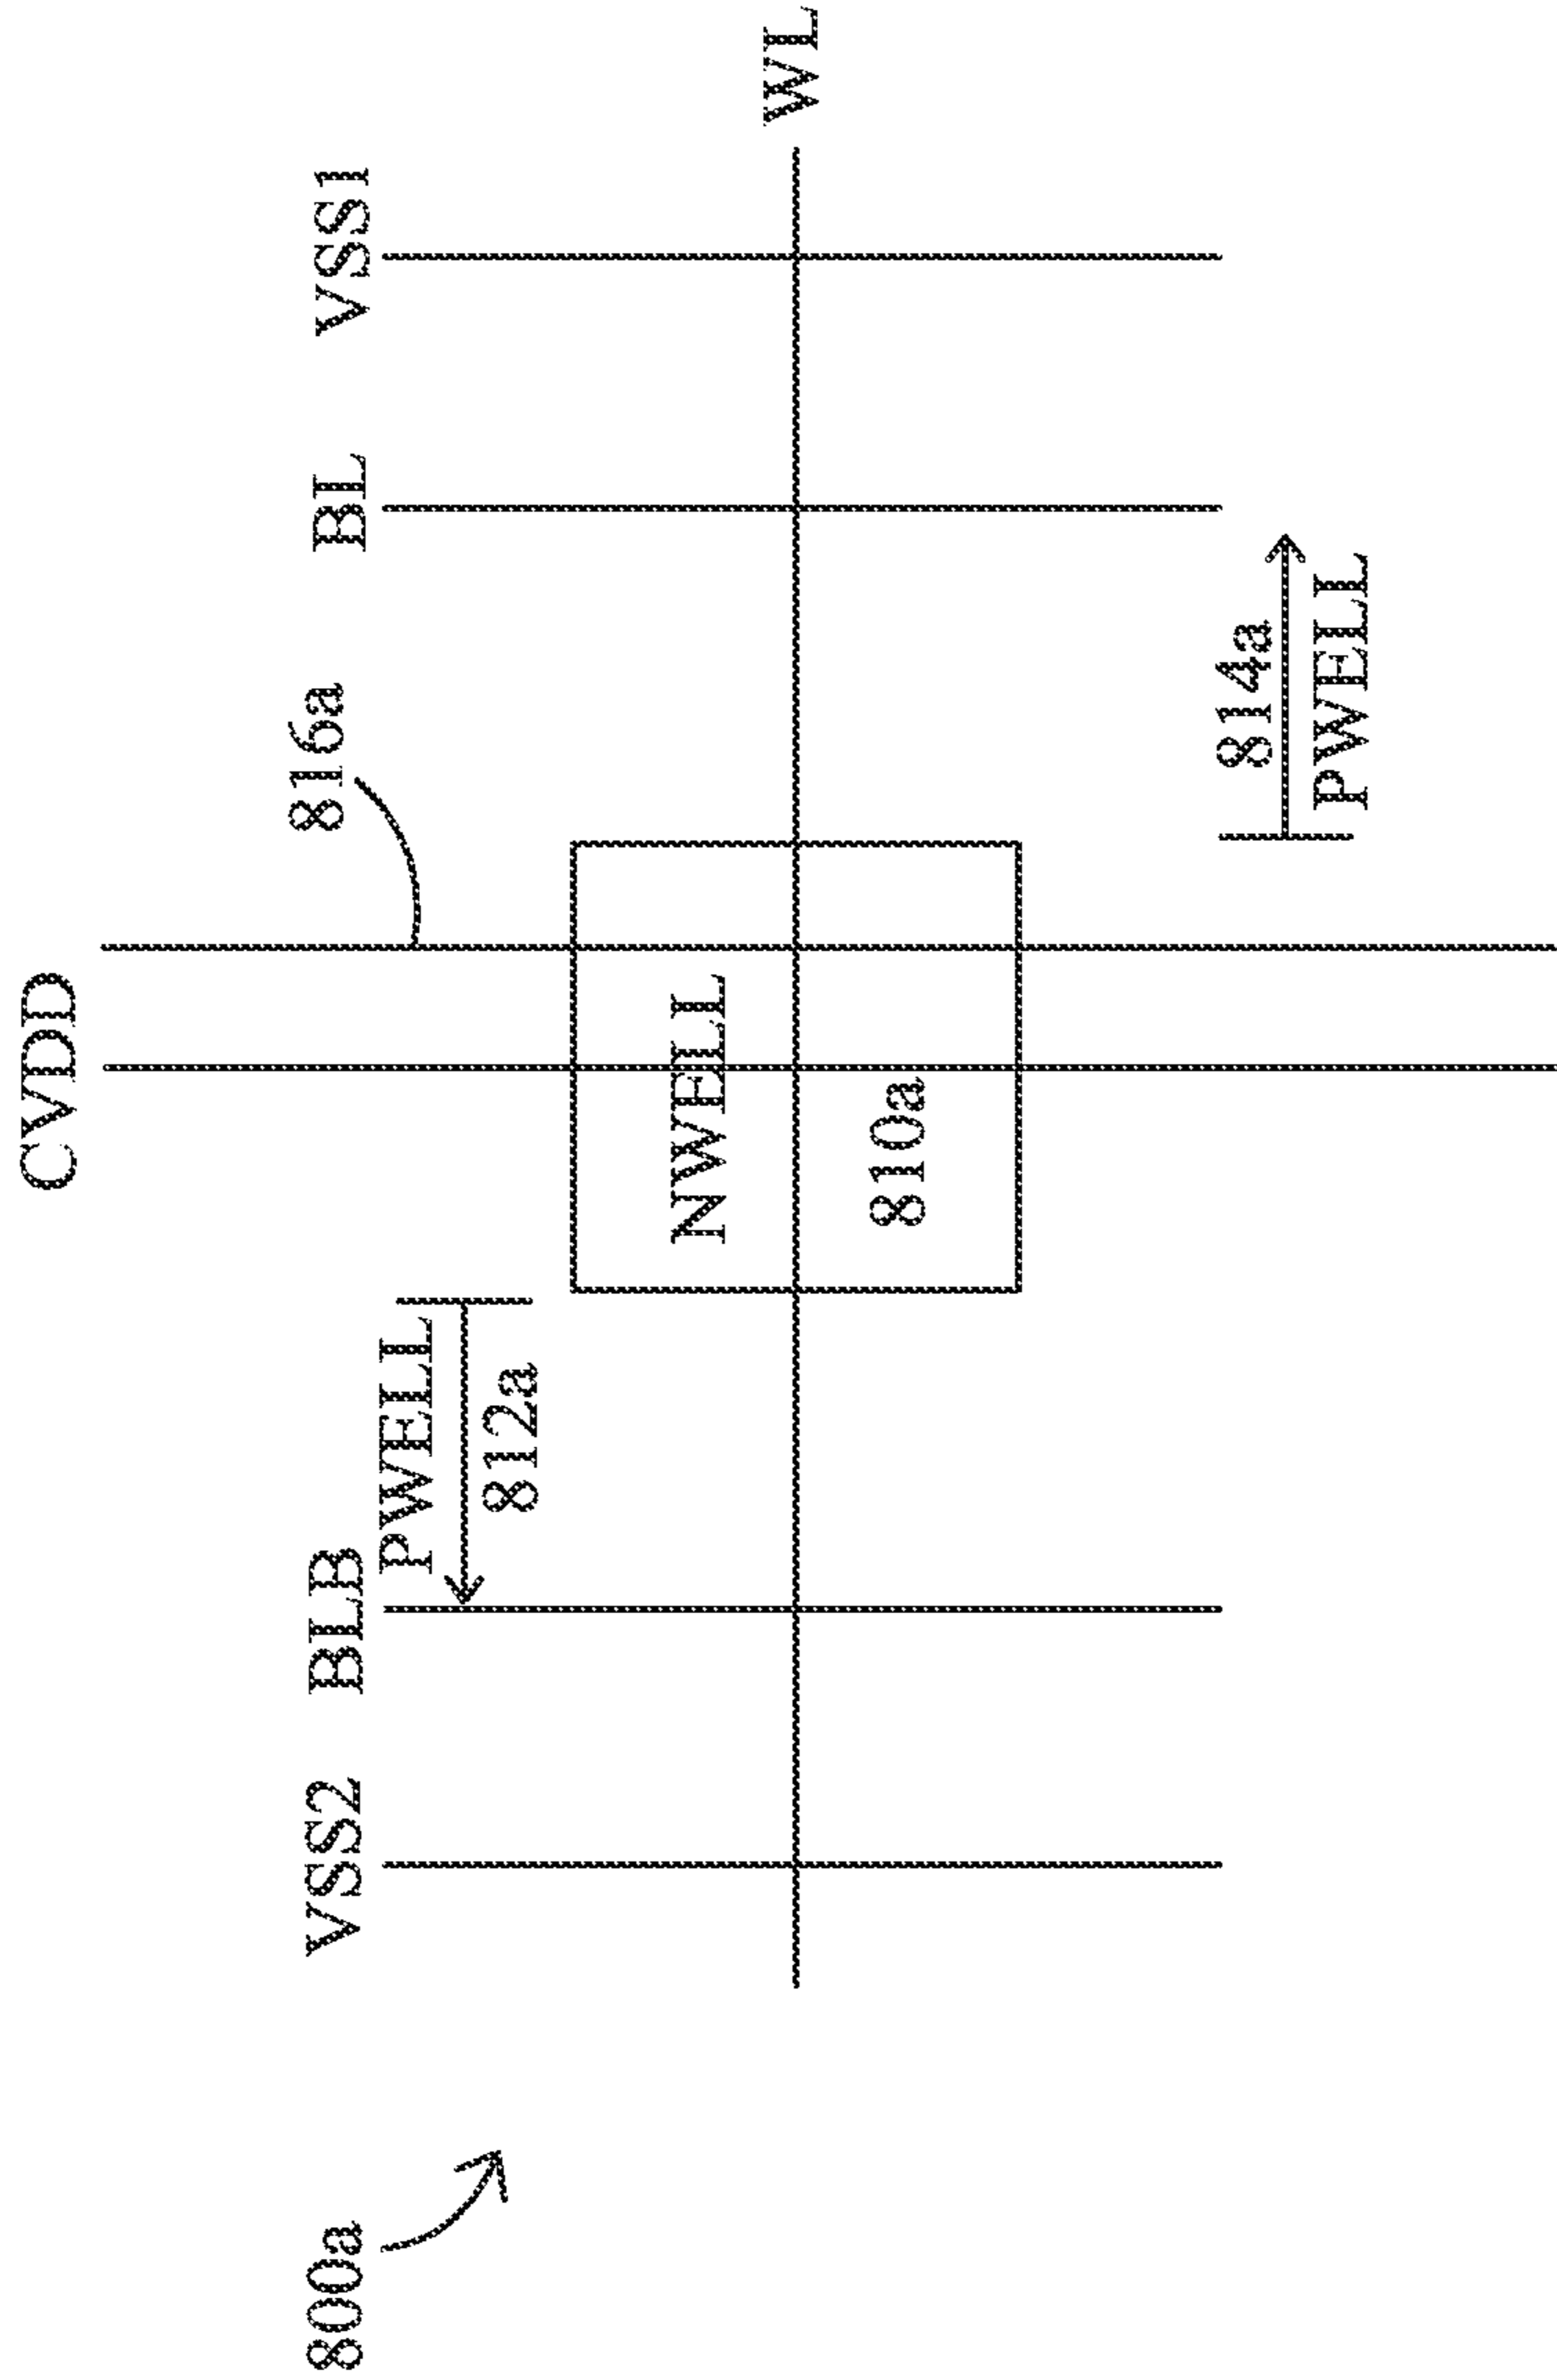 800a
VSS2
BLB
PWELL
812a
CVDD
NWELL
810a
816a
BL
VSS1
WL
814a
PWELL